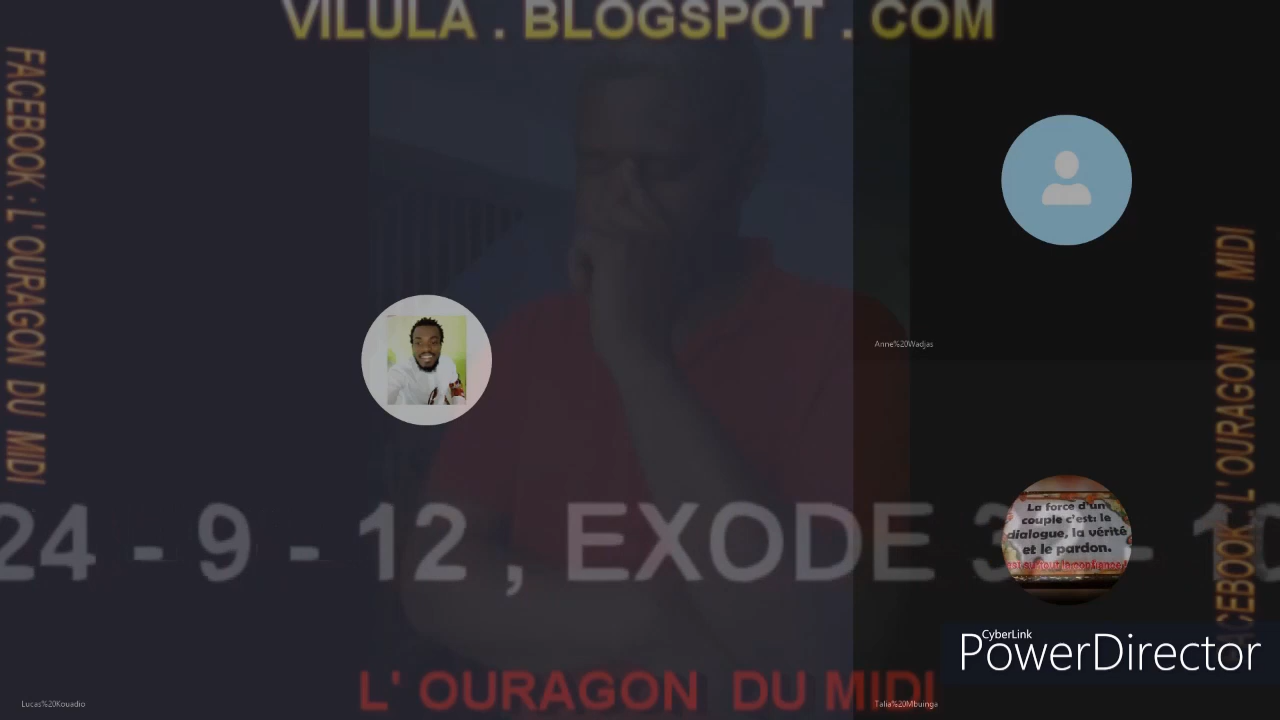 VILULA . BLOGSPOT . COM
FACEBOOK : L' OURAGON DU MIDI
FACEBOOK : L' OURAGON DU MIDI
Anne%20Wadjas
24 - 9 - 12 , EXODE 3 - 10
La force d'un
couple c'est: le
dialogue, la vérité
et le pardon.
CyberLink
PowerDirector
L' OURAGON DU MIDI
Lucas%20Kouadio
Talia%20Mbuinga